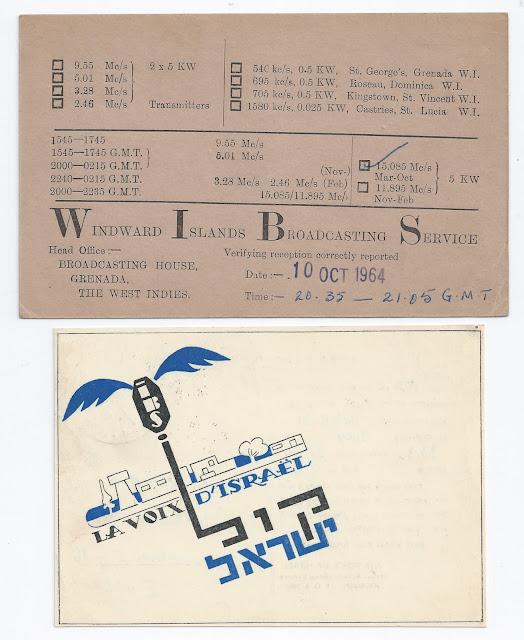 9.55 Mc/s
5.01 Mc/s
3.28 Mc/s
2.46 Mc/s
2 x 5 KW
Transmitters
540 kc/s, 0.5 KW, St. George's, Grenada W.I.
695 kc/s, 0.5 KW, Roseau, Dominica W.I.
705 kc/s, 0.5 KW, Kingstown, St. Vincent W.I.
1580 kc/s, 0.025 KW, Castries, St. Lucia W.I.
1545—1745 9.55 Mc/s
1545—1745 G.M.T. 5.01 Mc/s
2000—0215 G.M.T. (Nov-
2240—0215 G.M.T. 3.28 Mc/s 2.46 Mc/s (Feb)
2000—2235 G.M.T. 15.085/11.895 Mc/s
15.085 Mc/s
Mar-Oct
11.895 Mc/s
Nov-Feb
5 KW
WINDWARD ISLANDS BROADCASTING SERVICE
Head Office :—
BROADCASTING HOUSE,
GRENADA,
THE WEST INDIES.
Verifying reception correctly reported
Date :— 10 OCT 1964
Time :— 20.35 — 21.05 G.M.T
IBS
LA VOIX D'ISRAËL
קול
ישראל